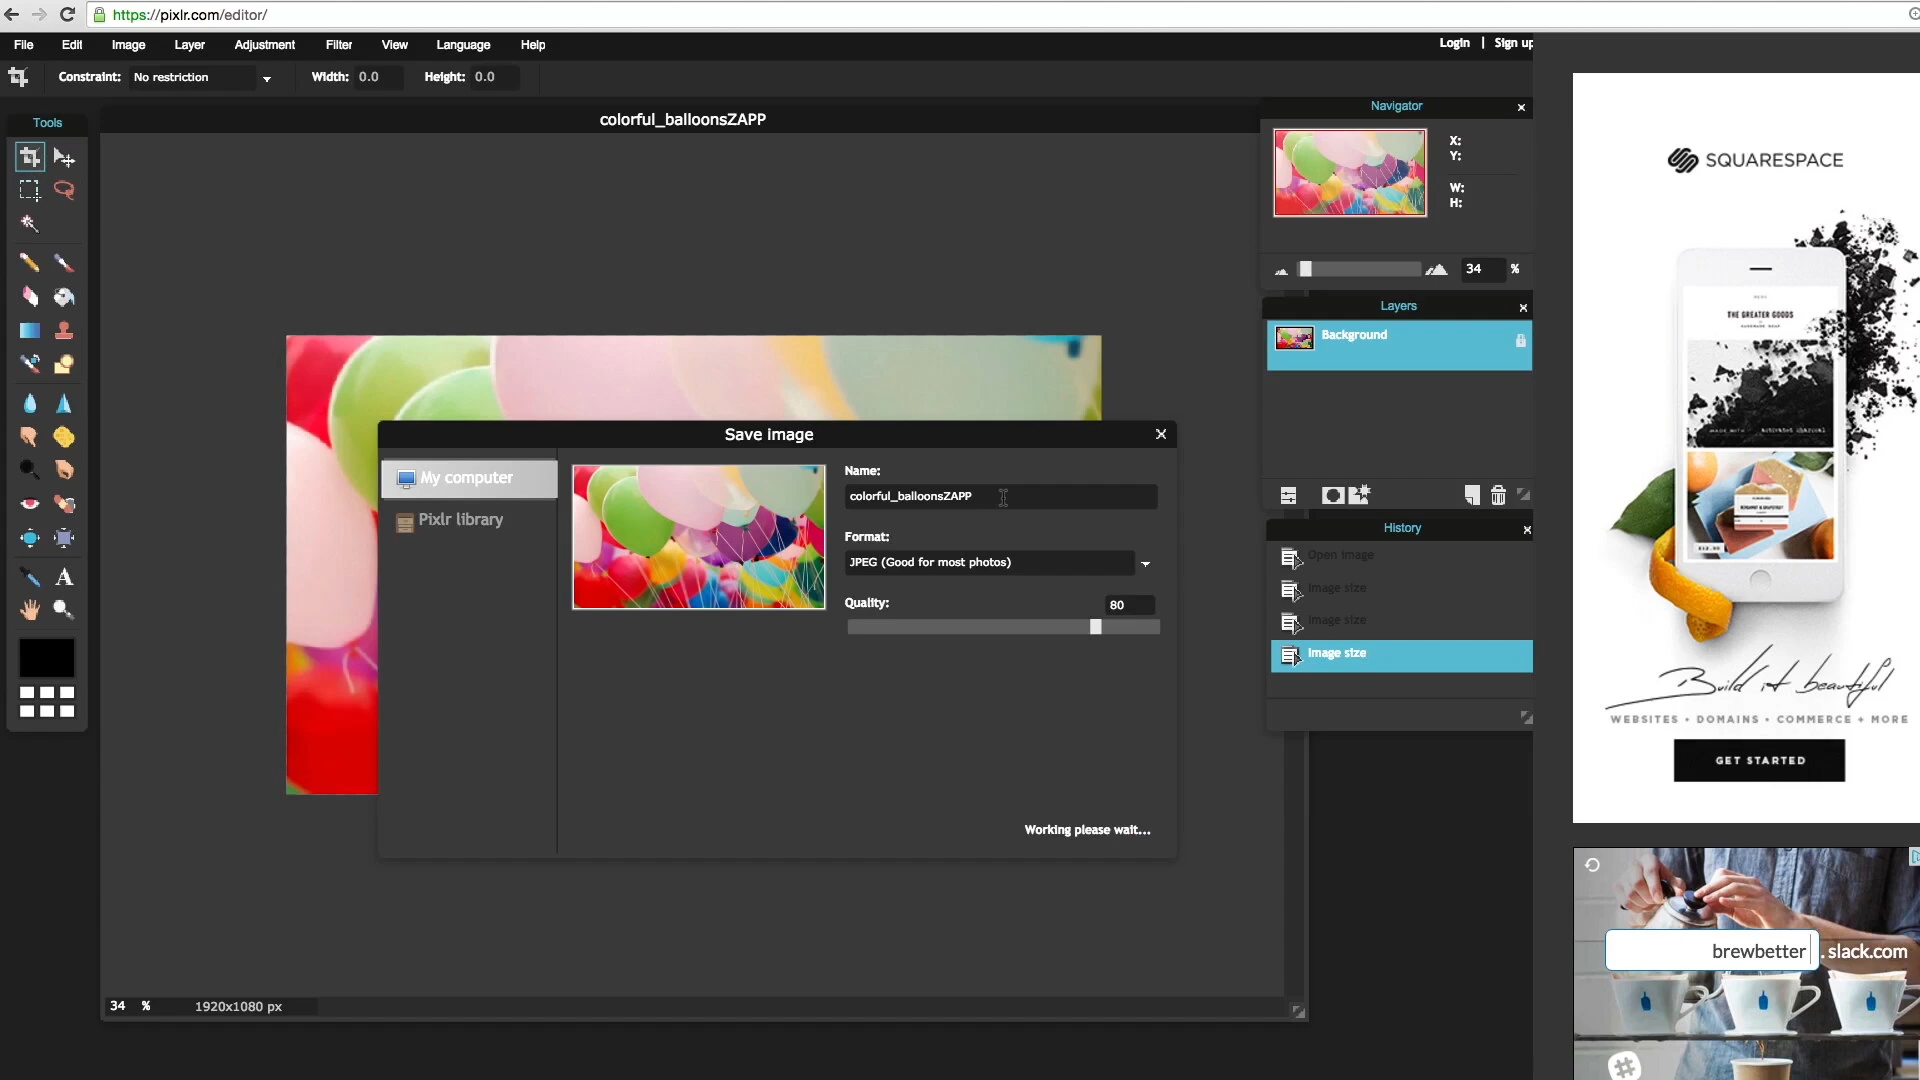 https://pixlr.com/editor/
File Edit Image Layer Adjustment Filter View Language Help
Login | Sign up
Constraint: No restriction Width: 0.0 Height: 0.0
Tools
colorful_balloonsZAPP
Navigator
X:
Y:
W:
H:
34 %
Layers
Background
Save image
My computer
Pixlr library
Name:
colorful_balloonsZAPP
Format:
JPEG (Good for most photos)
Quality:
80
Working please wait...
History
Open image
Image size
Image size
Image size
A
34 % 1920x1080 px
SQUARESPACE
THE GREATER GOODS
Build it beautiful
WEBSITES • DOMAINS • COMMERCE + MORE
GET STARTED
brewbetter .slack.com